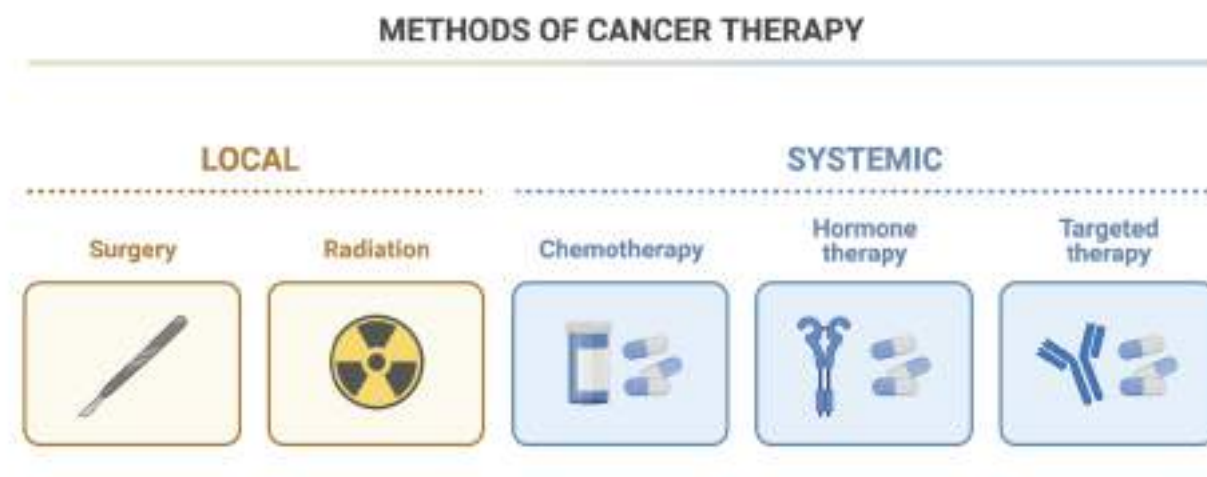 METHODS OF CANCER THERAPY
LOCAL
SYSTEMIC
Surgery
Radiation
Chemotherapy
Hormone
therapy
Targeted
therapy